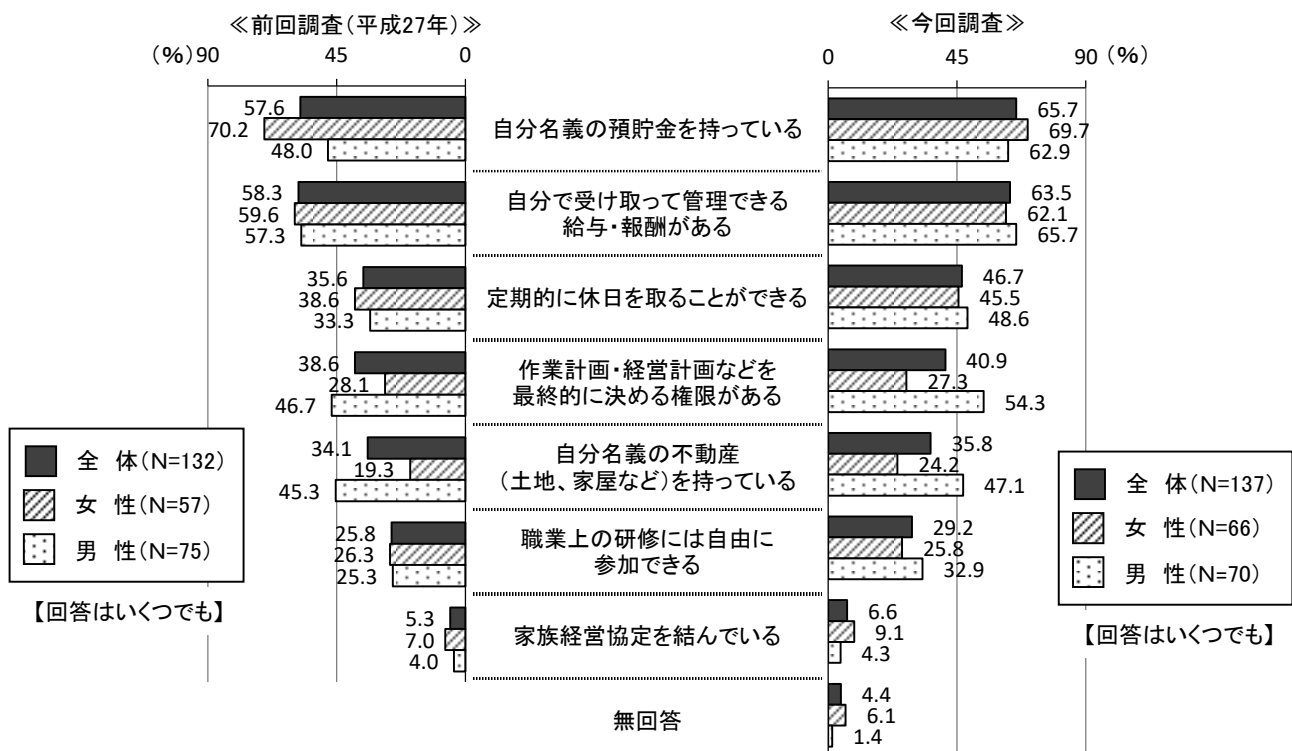 ≪前回調査(平成27年)≫
≪今回調査≫
(%) 90 45 0
0 45 90 (%)
57.6 自分名義の預貯金を持っている 65.7
70.2 69.7
48.0 62.9
58.3 自分で受け取って管理できる 63.5
59.6 給与・報酬がある 62.1
57.3 65.7
35.6 定期的に休日を取ることができる 46.7
38.6 45.5
33.3 48.6
38.6 作業計画・経営計画などを 40.9
28.1 最終的に決める権限がある 27.3
46.7 54.3
34.1 自分名義の不動産 35.8
19.3 (土地、家屋など)を持っている 24.2
45.3 47.1
25.8 職業上の研修には自由に 29.2
26.3 参加できる 25.8
25.3 32.9
5.3 家族経営協定を結んでいる 6.6
7.0 9.1
4.0 4.3
無回答 4.4
6.1
1.4
全 体(N=132)
女 性(N=57)
男 性(N=75)
【回答はいくつでも】
全 体(N=137)
女 性(N=66)
男 性(N=70)
【回答はいくつでも】